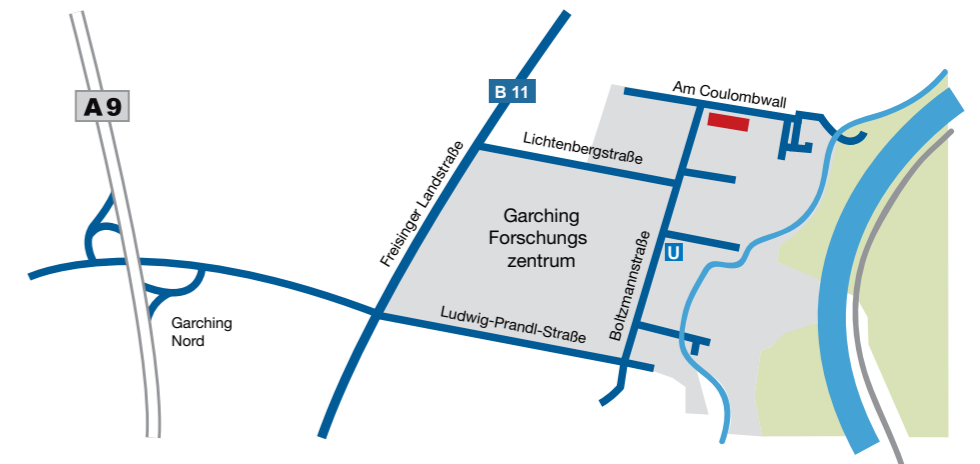 A 9
B 11
Am Coulombwall
Lichtenbergstraße
Freisinger Landstraße
Garching
Forschungs
zentrum
Boltzmannstraße
U
Ludwig-Prandl-Straße
Garching
Nord